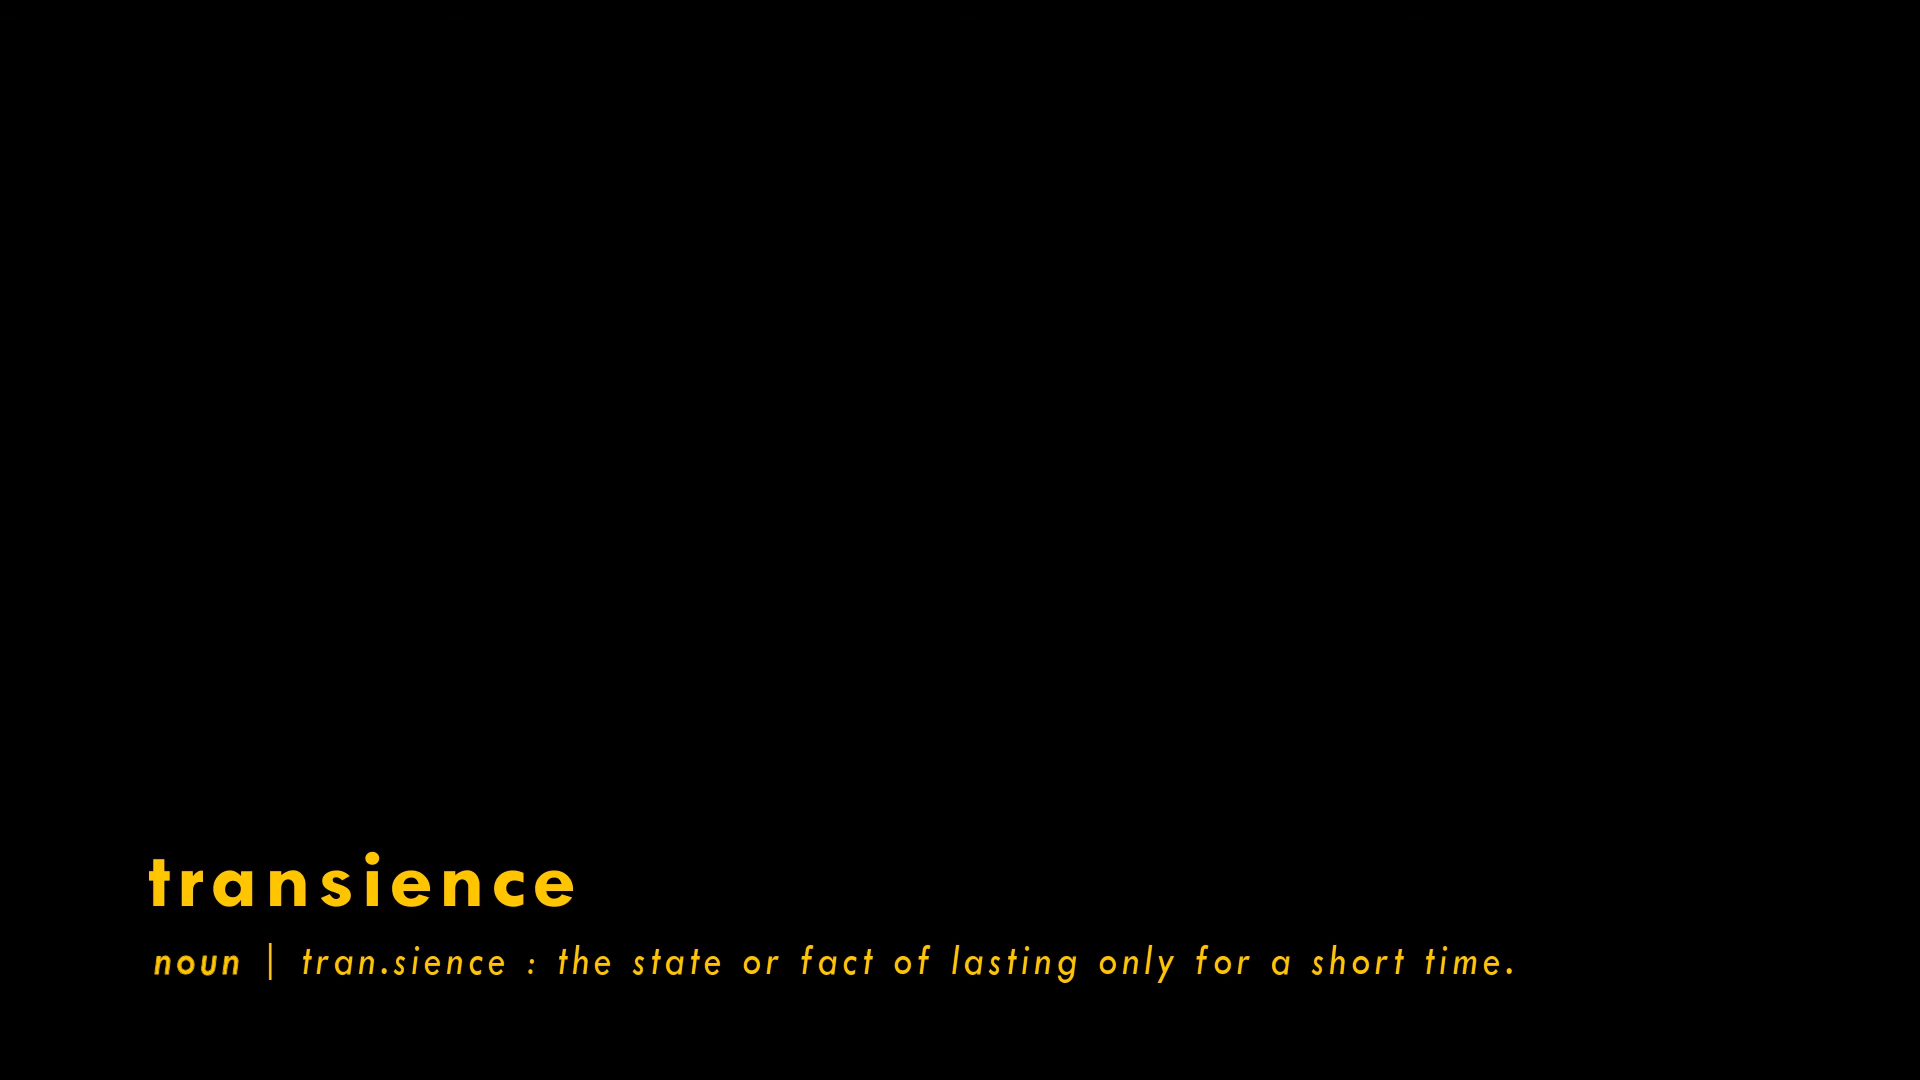 transience
noun | tran.sience : the state or fact of lasting only for a short time.